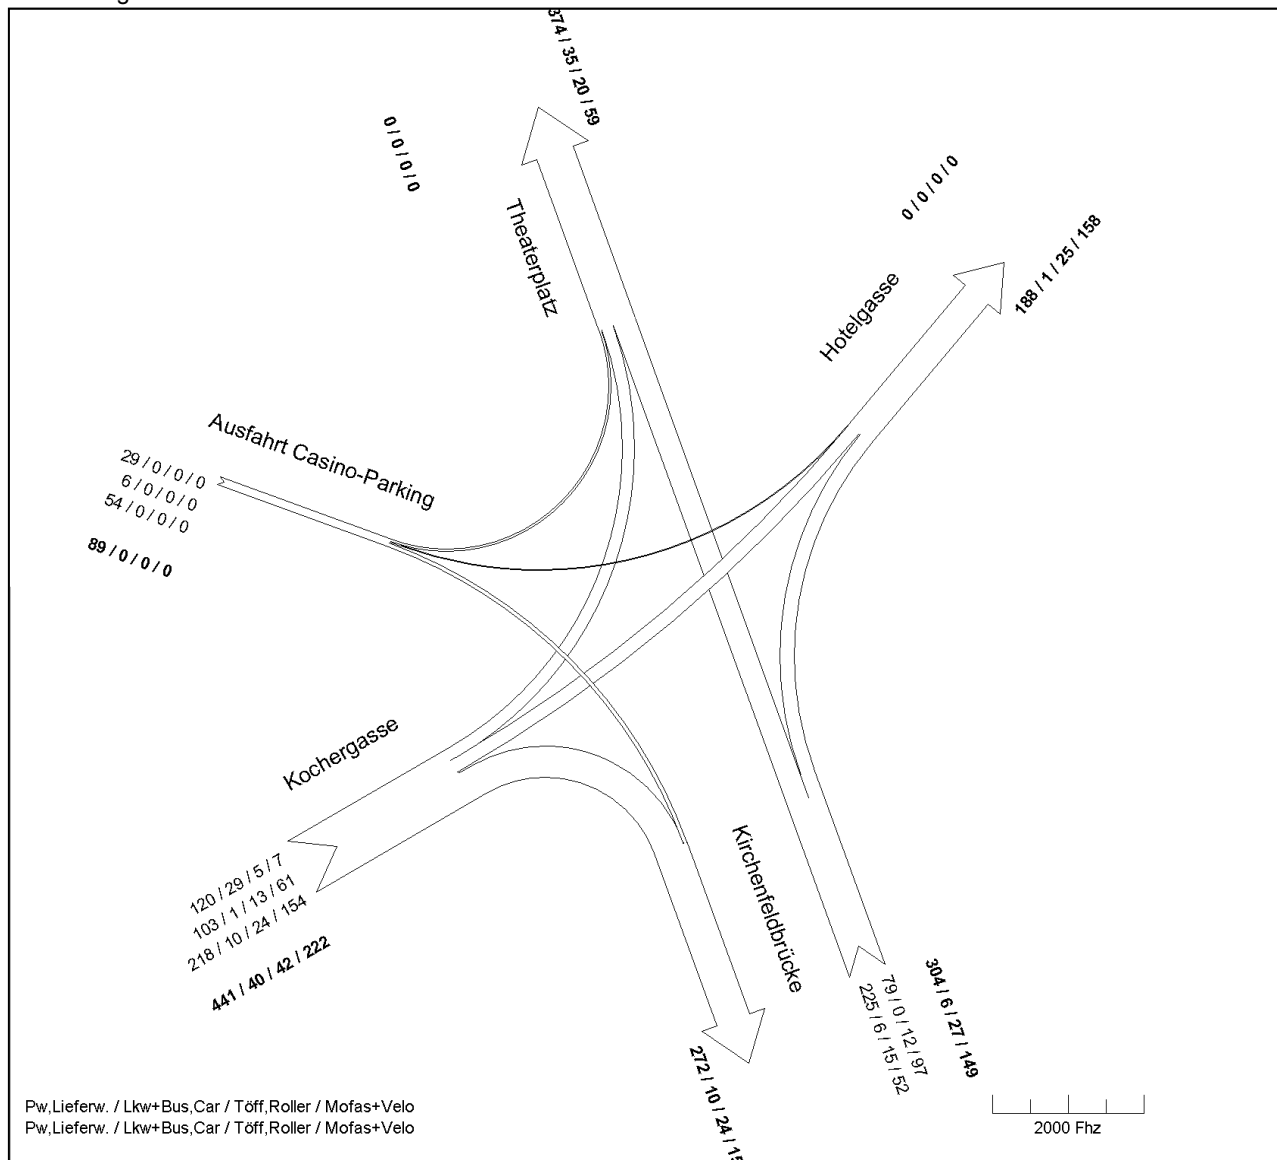 374 / 35 / 20 / 59
0 / 0 / 0 / 0
0 / 0 / 0 / 0
188 / 1 / 25 / 158
Theaterplatz
Hotelgasse
Ausfahrt Casino-Parking
29 / 0 / 0 / 0
6 / 0 / 0 / 0
54 / 0 / 0 / 0
89 / 0 / 0 / 0
Kochergasse
120 / 29 / 5 / 7
103 / 1 / 13 / 61
218 / 10 / 24 / 154
441 / 40 / 42 / 222
Kirchenfeldbrücke
304 / 6 / 27 / 149
79 / 0 / 12 / 97
225 / 6 / 15 / 52
272 / 10 / 24 /
Pw,Lieferw. / Lkw+Bus,Car / Töff,Roller / Mofas+Velo
Pw,Lieferw. / Lkw+Bus,Car / Töff,Roller / Mofas+Velo
2000 Fhz